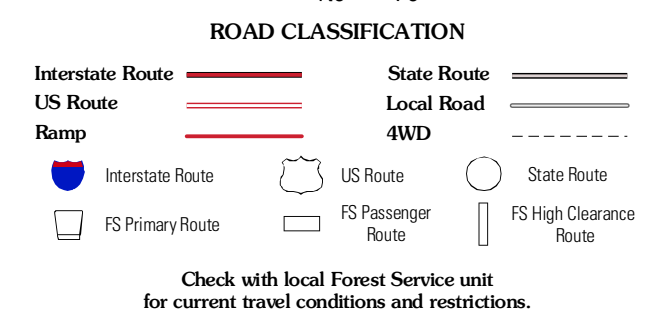 ROAD CLASSIFICATION
Interstate Route
State Route
US Route
Local Road
Ramp
4WD
Interstate Route
US Route
State Route
FS Primary Route
FS Passenger
Route
FS High Clearance
Route
Check with local Forest Service unit
for current travel conditions and restrictions.